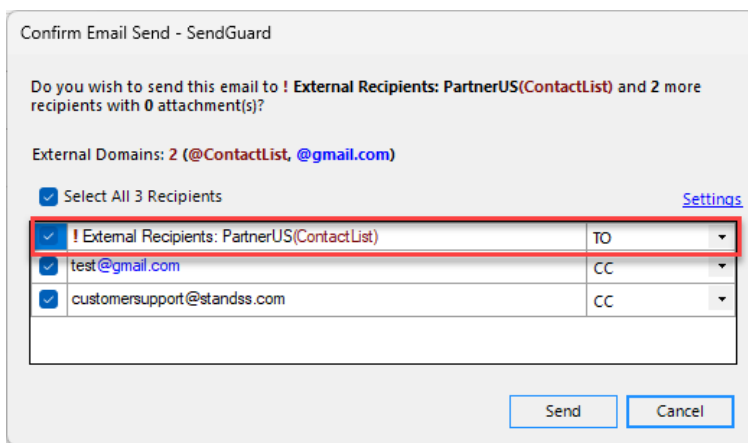 Confirm Email Send - SendGuard
Do you wish to send this email to ! External Recipients: PartnerUS(ContactList) and 2 more
recipients with 0 attachment(s)?
External Domains: 2 (@ContactList, @gmail.com)
Select All 3 Recipients
Settings
! External Recipients: PartnerUS(ContactList) TO
test@gmail.com CC
customersupport@standss.com CC
Send Cancel